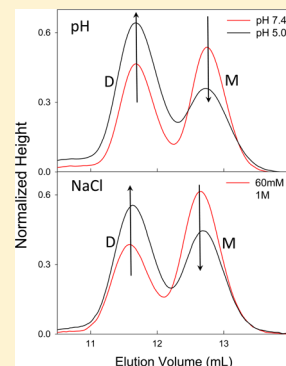 pH
pH 7.4
pH 5.0
0.6
D
M
0.3
0.0
Normalized Height
NaCl
60mM
1M
0.6
D
M
0.3
0.0
11
12
13
Elution Volume (mL)